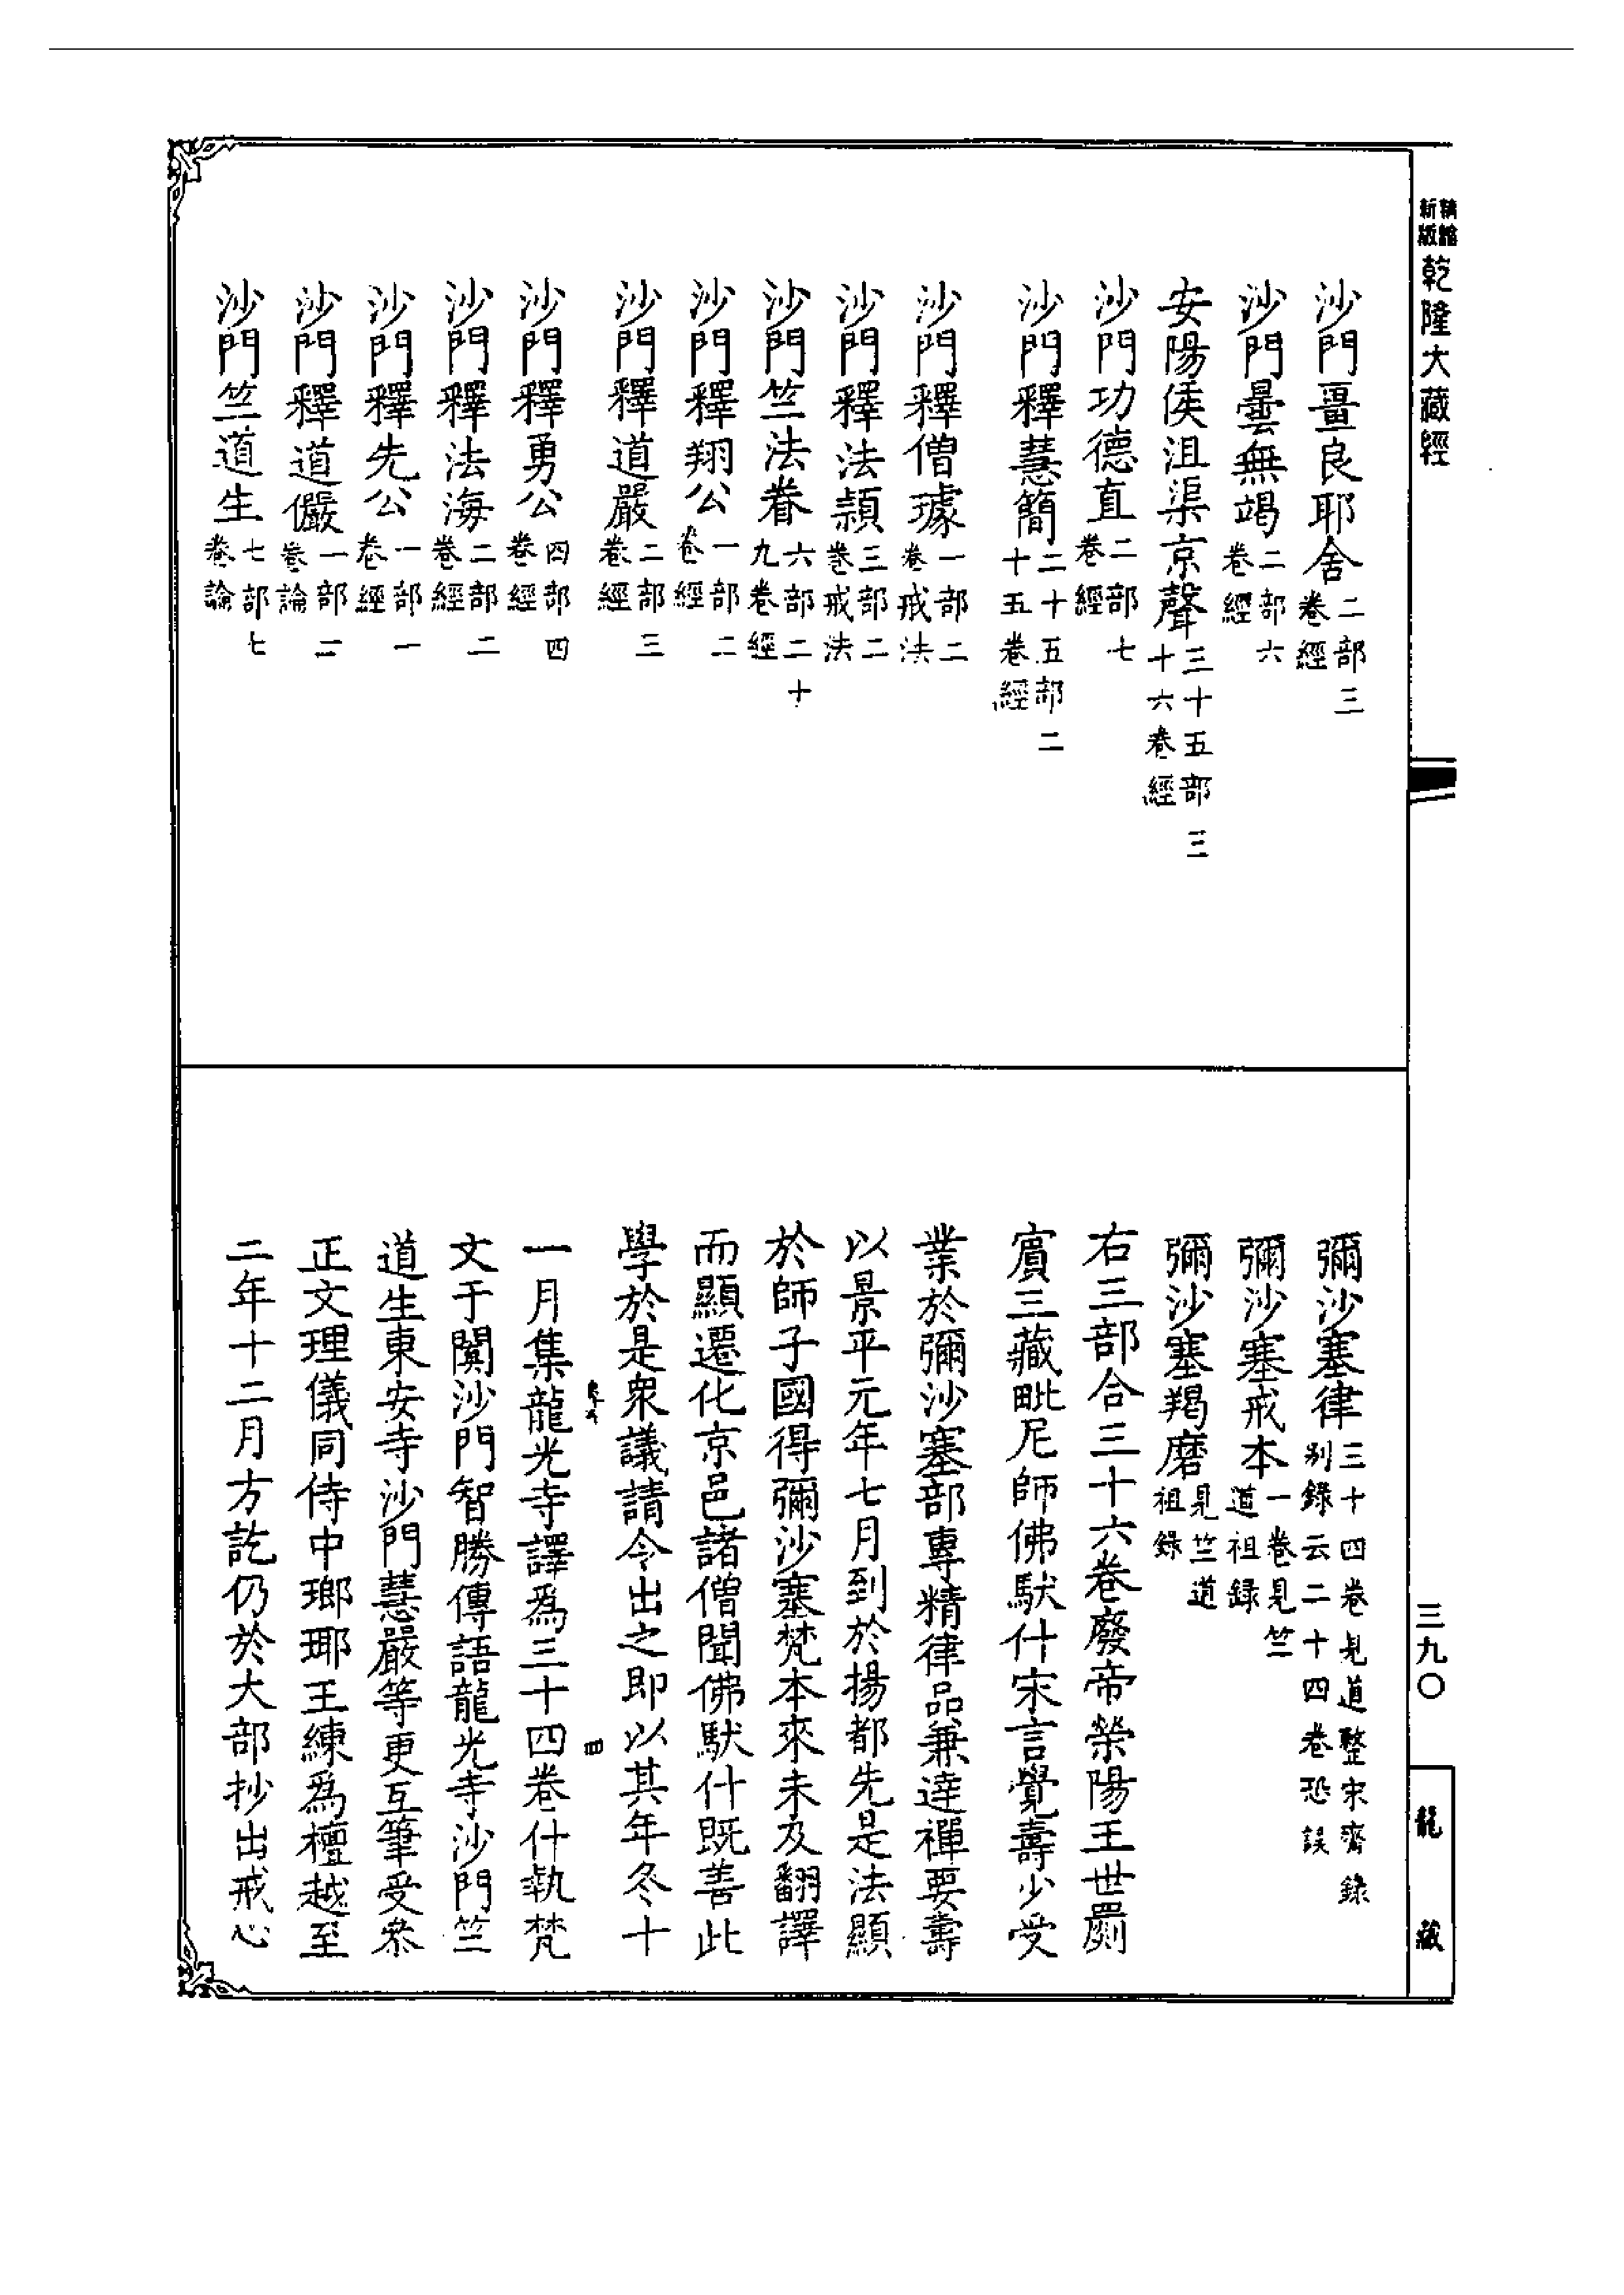 新版精縮乾隆大藏經
沙門畺良耶舍二部三卷經
沙門曇無竭二部六卷經
安陽侯沮渠京聲三十五部三十六卷經
沙門功德直二部七卷經
沙門釋慧簡二十五部二十五卷經
沙門釋僧璩一部二卷戒法
沙門釋法穎三部二卷戒法
沙門竺法眷六部二十九卷經
沙門釋翔公一部二卷經
沙門釋道嚴二部三卷經
沙門釋勇公四部四卷經
沙門釋法海二部二卷經
沙門釋先公一部一卷經
沙門釋道儼一部二卷論
沙門竺道生七部七卷論
彌沙塞律三十四卷見道整宋齊錄別錄云二十四卷恐誤
彌沙塞戒本一卷見竺道祖錄
彌沙塞羯磨見竺道祖錄
右三部合三十六卷廢帝滎陽王世罽
賓三藏毗尼師佛馱什宋言覺壽少受
業於彌沙塞部專精律品兼達禪要壽
以景平元年七月到於揚都先是法顯
於師子國得彌沙塞梵本來未及翻譯
而顯遷化京邑諸僧聞佛馱什既善此
學於是衆議請令出之即以其年冬十
一月集龍光寺譯爲三十四卷什執梵
文于闐沙門智勝傳語龍光寺沙門竺
道生東安寺沙門慧嚴等更互筆受叅
正文理儀同侍中瑯琊王練爲檀越至
二年十二月方訖仍於大部抄出戒心
三九〇
龍藏
四